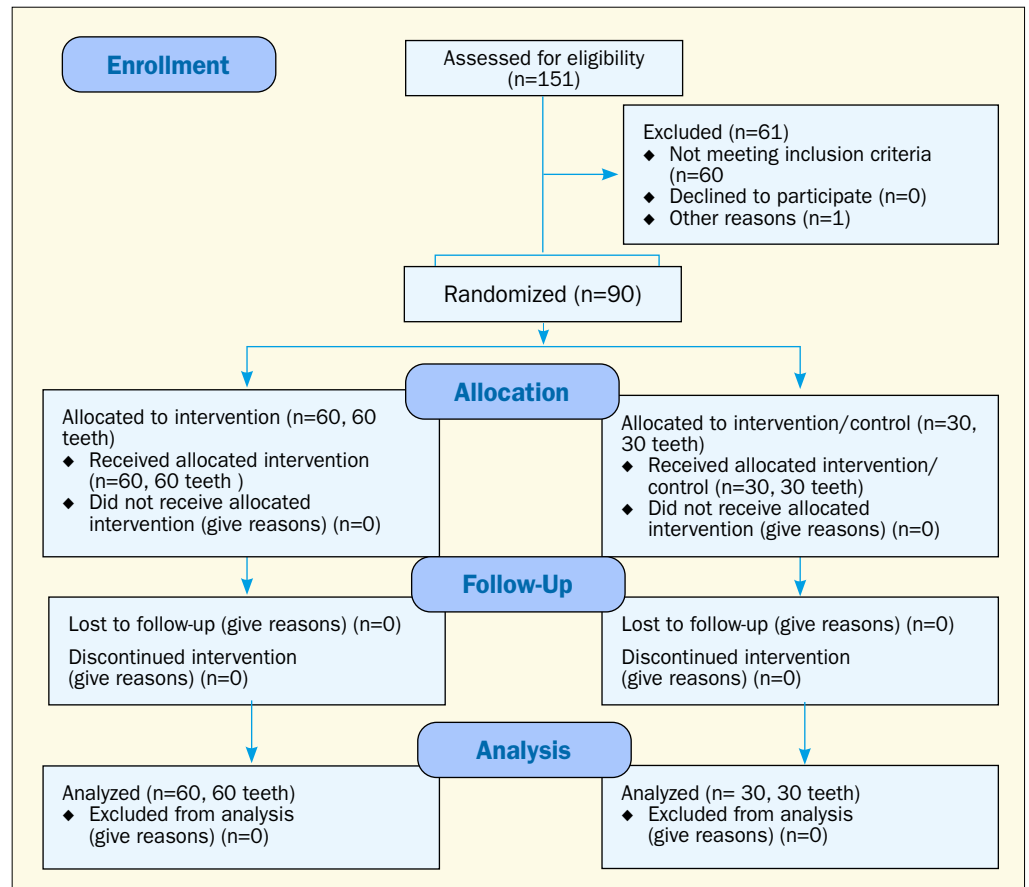 Enrollment
Assessed for eligibility
(n=151)
Excluded (n=61)
◆ Not meeting inclusion criteria
(n=60
◆ Declined to participate (n=0)
◆ Other reasons (n=1)
Randomized (n=90)
Allocation
Allocated to intervention (n=60, 60
teeth)
◆ Received allocated intervention
(n=60, 60 teeth )
◆ Did not receive allocated
intervention (give reasons) (n=0)
Allocated to intervention/control (n=30,
30 teeth)
◆ Received allocated intervention/
control (n=30, 30 teeth)
◆ Did not receive allocated
intervention (give reasons) (n=0)
Follow-Up
Lost to follow-up (give reasons) (n=0)
Discontinued intervention
(give reasons) (n=0)
Lost to follow-up (give reasons) (n=0)
Discontinued intervention
(give reasons) (n=0)
Analysis
Analyzed (n=60, 60 teeth)
◆ Excluded from analysis
(give reasons) (n=0)
Analyzed (n= 30, 30 teeth)
◆ Excluded from analysis
(give reasons) (n=0)